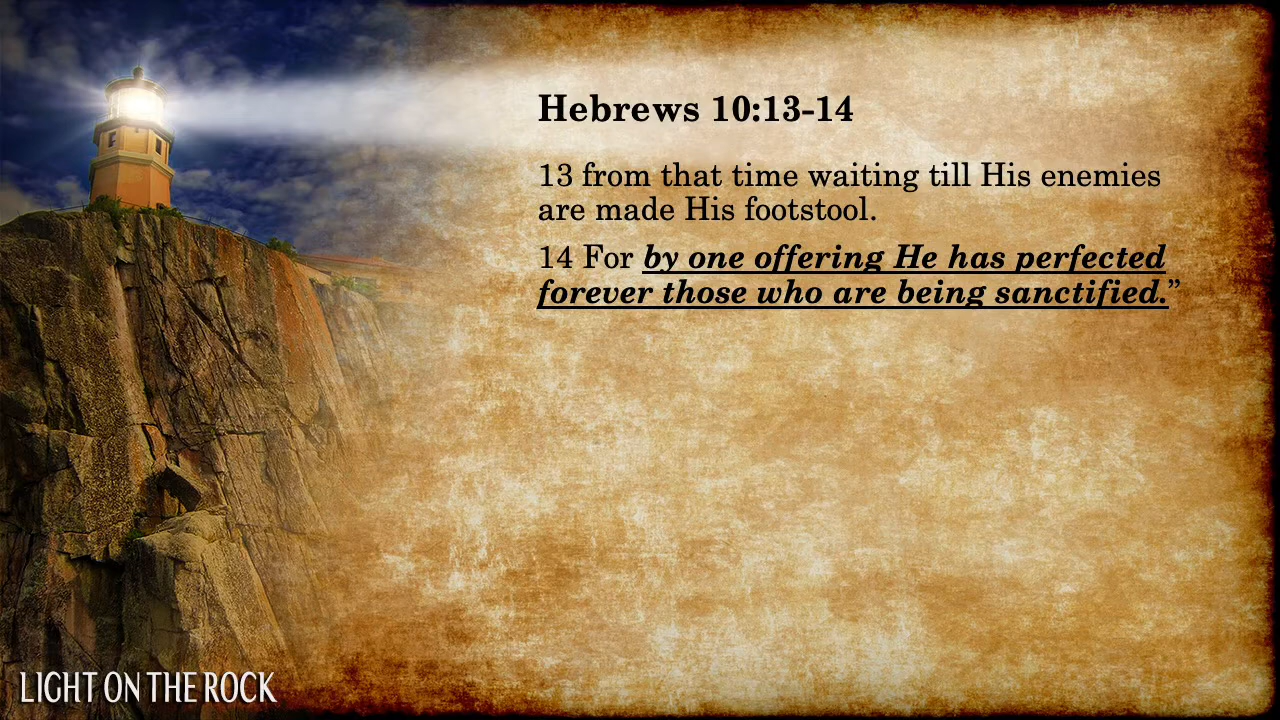 Hebrews 10:13-14
13 from that time waiting till His enemies
are made His footstool.
14 For by one offering He has perfected
forever those who are being sanctified.”
LIGHT ON THE ROCK